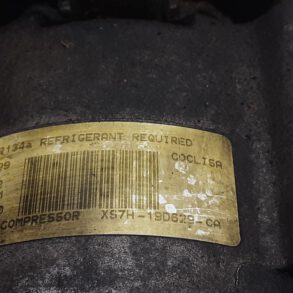 R134a REFRIGERANT REQUIRED
COCLISA
COMPRESSOR XS7H-19D629-CA